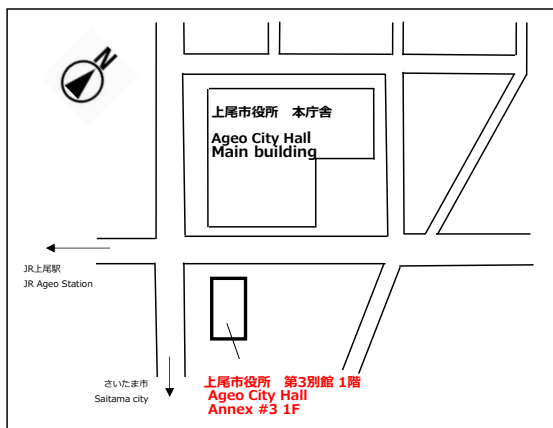 N
上尾市役所　本庁舎
Ageo City Hall
Main building
JR上尾駅
JR Ageo Station
さいたま市
Saitama city
上尾市役所　第3別館 1階
Ageo City Hall
Annex #3 1F